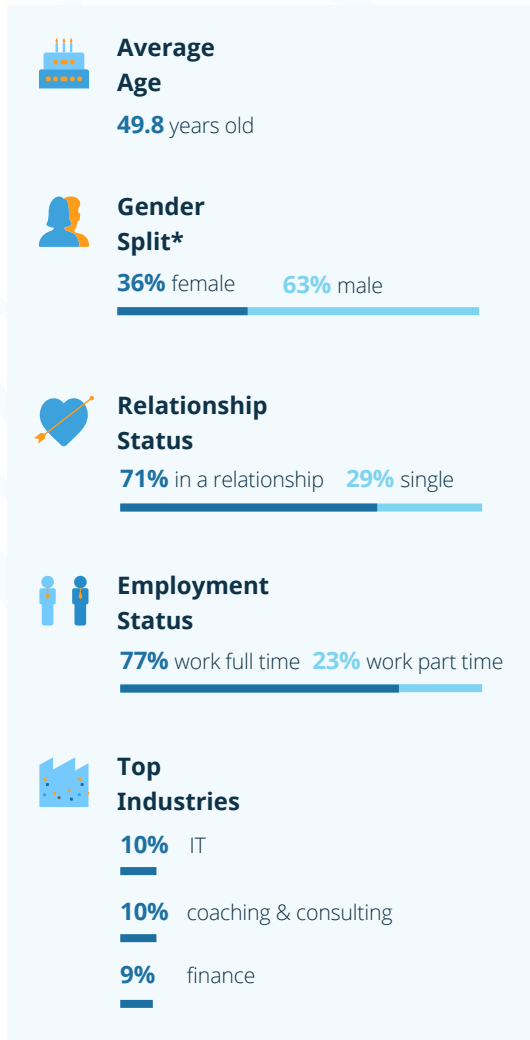 Average
Age
49.8 years old
Gender
Split*
36% female 63% male
Relationship
Status
71% in a relationship 29% single
Employment
Status
77% work full time 23% work part time
Top
Industries
10% IT
10% coaching & consulting
9% finance